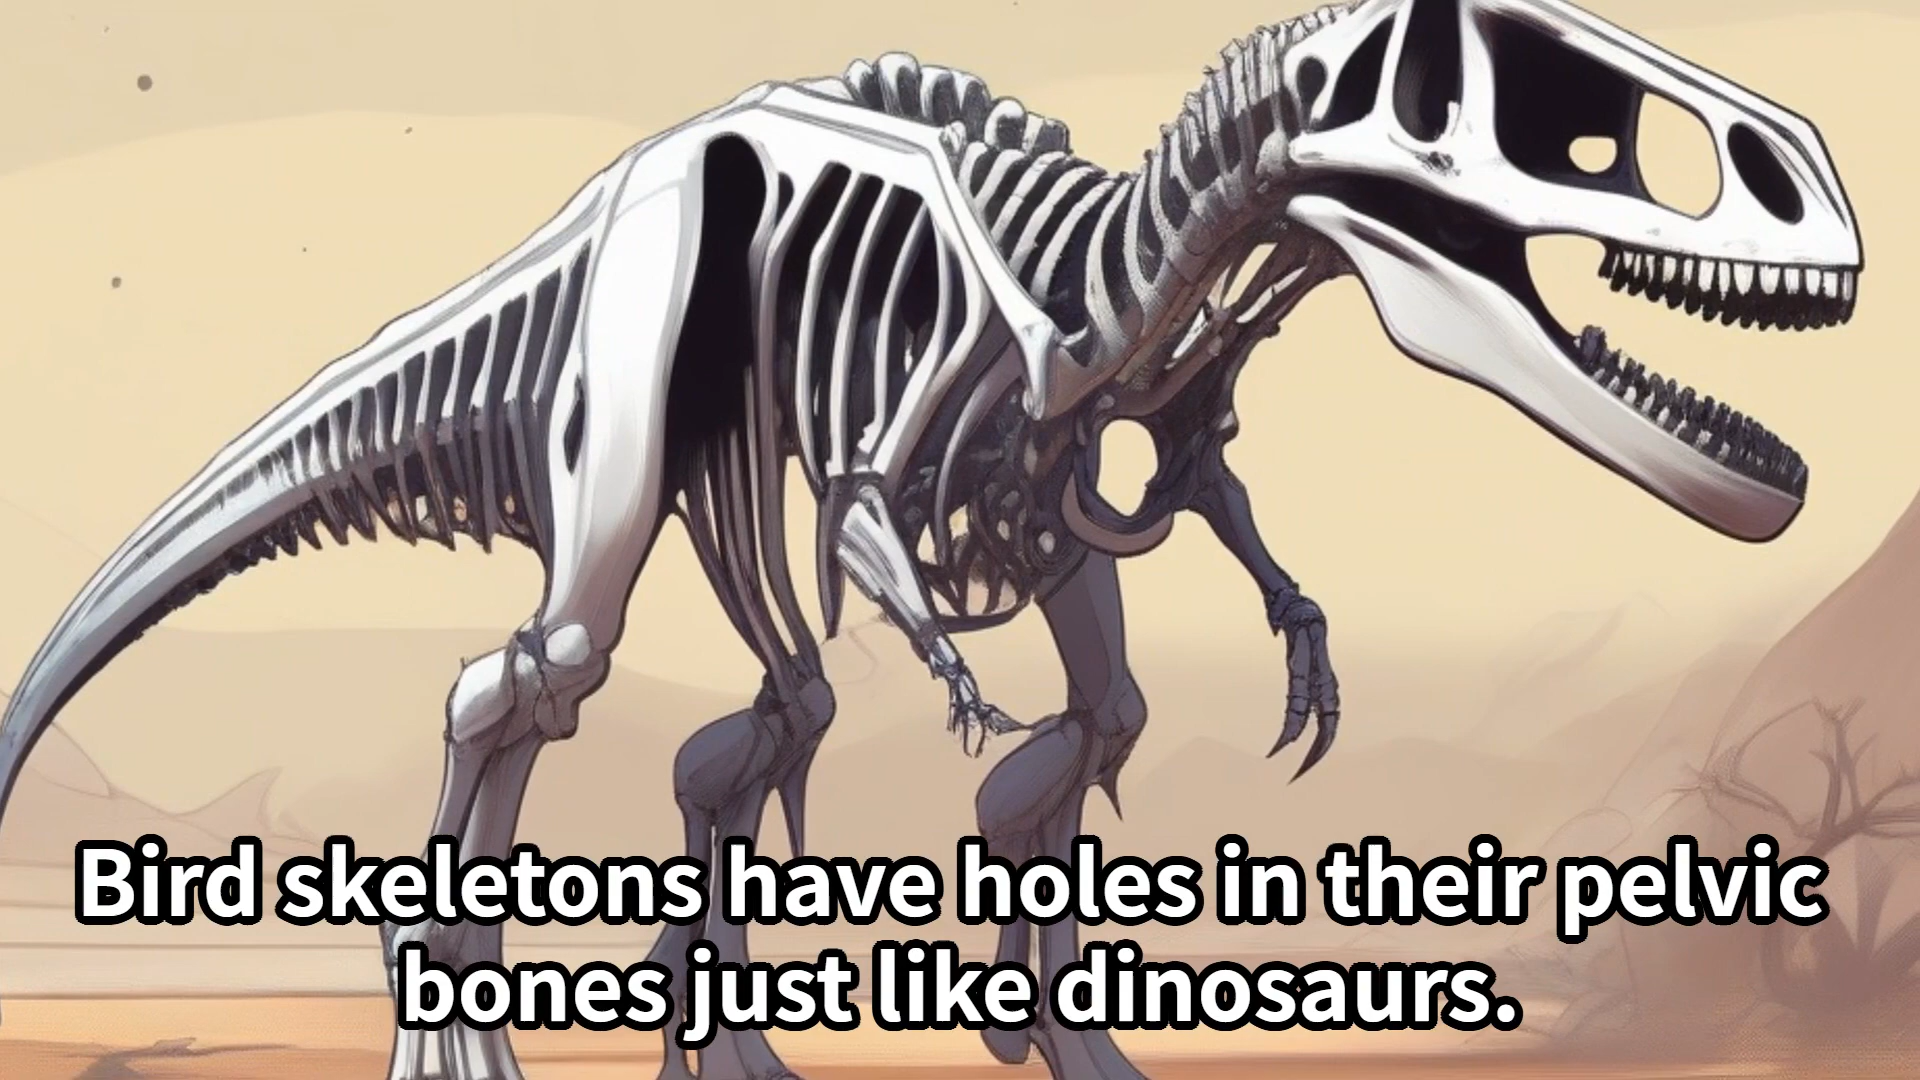 Bird skeletons have holes in their pelvic
bones just like dinosaurs.